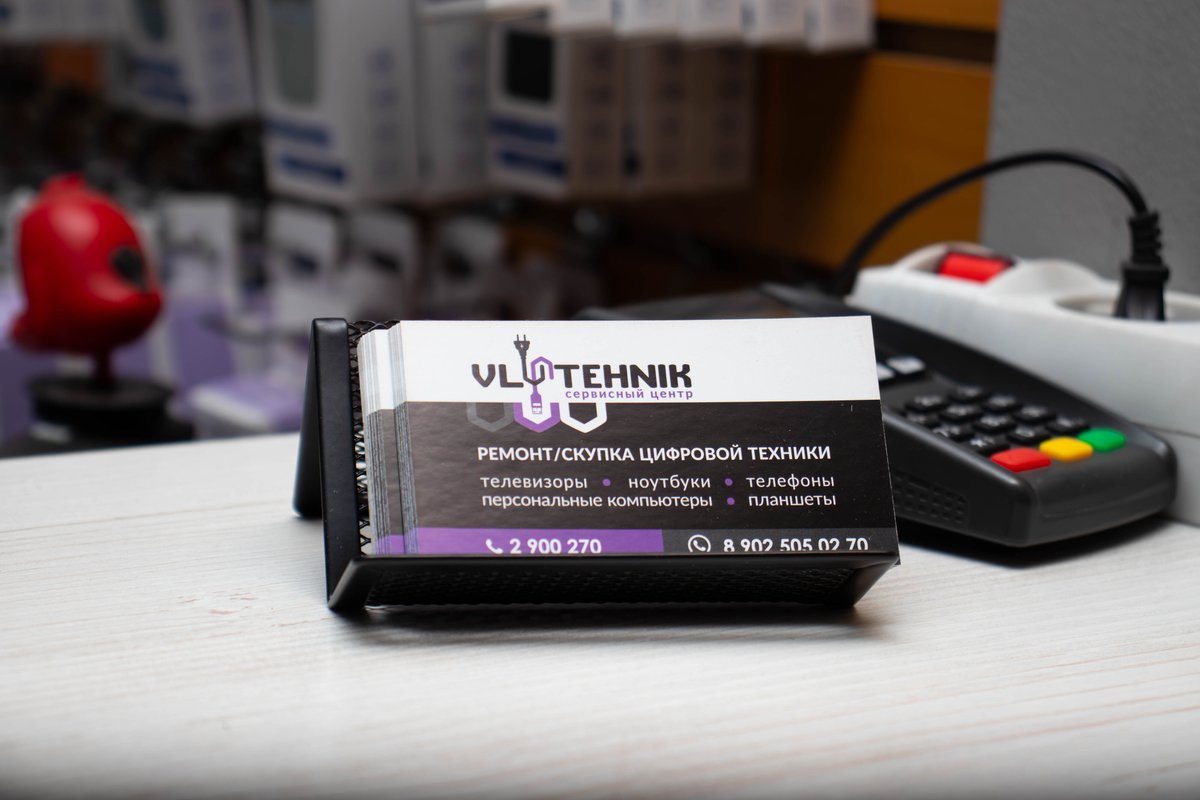 VLTEHNIK
сервисный центр
РЕМОНТ/СКУПКА ЦИФРОВОЙ ТЕХНИКИ
телевизоры • ноутбуки • телефоны
персональные компьютеры • планшеты
2 900 270 8 902 505 02 70